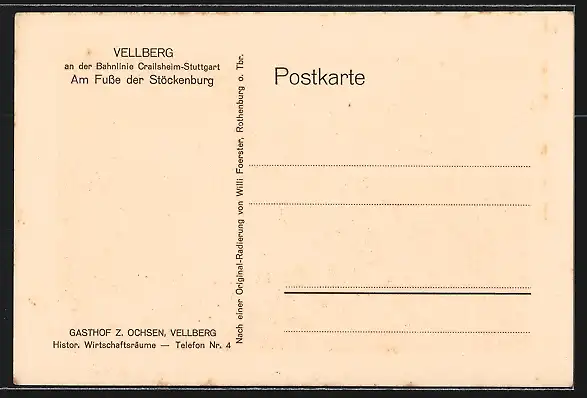 VELLBERG
an der Bahnlinie Crailsheim-Stuttgart
Am Fuße der Stöckenburg
GASTHOF Z. OCHSEN, VELLBERG
Histor. Wirtschaftsräume — Telefon Nr. 4
Nach einer Original-Radierung von Willi Foerster, Rothenburg o. Tbr.
Postkarte